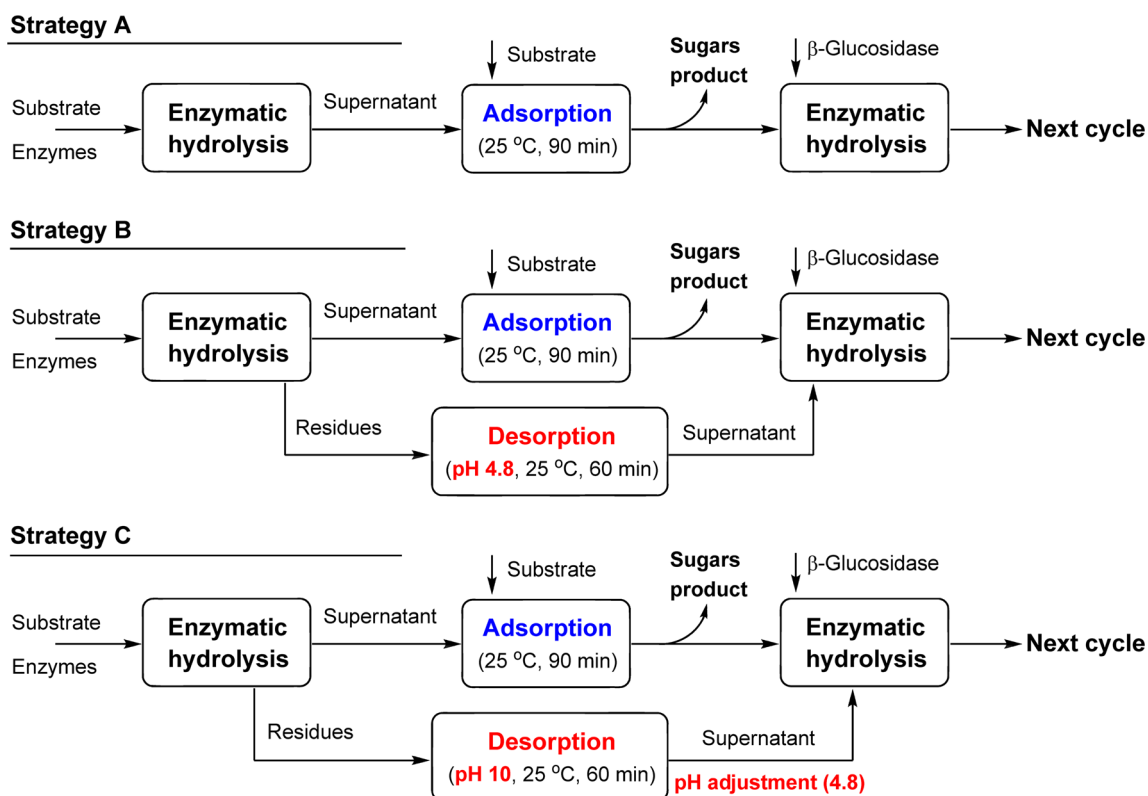 Strategy A
Substrate
Enzymes
Enzymatic
hydrolysis
Supernatant
Substrate
Adsorption
(25 °C, 90 min)
Sugars
product
β-Glucosidase
Enzymatic
hydrolysis
Next cycle
Strategy B
Substrate
Enzymes
Enzymatic
hydrolysis
Supernatant
Substrate
Adsorption
(25 °C, 90 min)
Sugars
product
β-Glucosidase
Enzymatic
hydrolysis
Next cycle
Residues
Desorption
(pH 4.8, 25 °C, 60 min)
Supernatant
Strategy C
Substrate
Enzymes
Enzymatic
hydrolysis
Supernatant
Substrate
Adsorption
(25 °C, 90 min)
Sugars
product
β-Glucosidase
Enzymatic
hydrolysis
Next cycle
Residues
Desorption
(pH 10, 25 °C, 60 min)
Supernatant
pH adjustment (4.8)